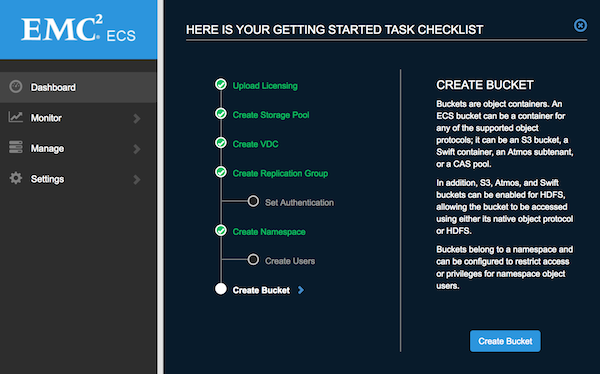 EMC² ECS
Dashboard
Monitor
Manage
Settings
HERE IS YOUR GETTING STARTED TASK CHECKLIST
Upload Licensing
Create Storage Pool
Create VDC
Create Replication Group
Set Authentication
Create Namespace
Create Users
Create Bucket
CREATE BUCKET
Buckets are object containers. An
ECS bucket can be a container for
any of the supported object
protocols; it can be an S3 bucket, a
Swift container, an Atmos subtenant,
or a CAS pool.
In addition, S3, Atmos, and Swift
buckets can be enabled for HDFS,
allowing the bucket to be accessed
using either its native object protocol
or HDFS.
Buckets belong to a namespace and
can be configured to restrict access
or privileges for namespace object
users.
Create Bucket